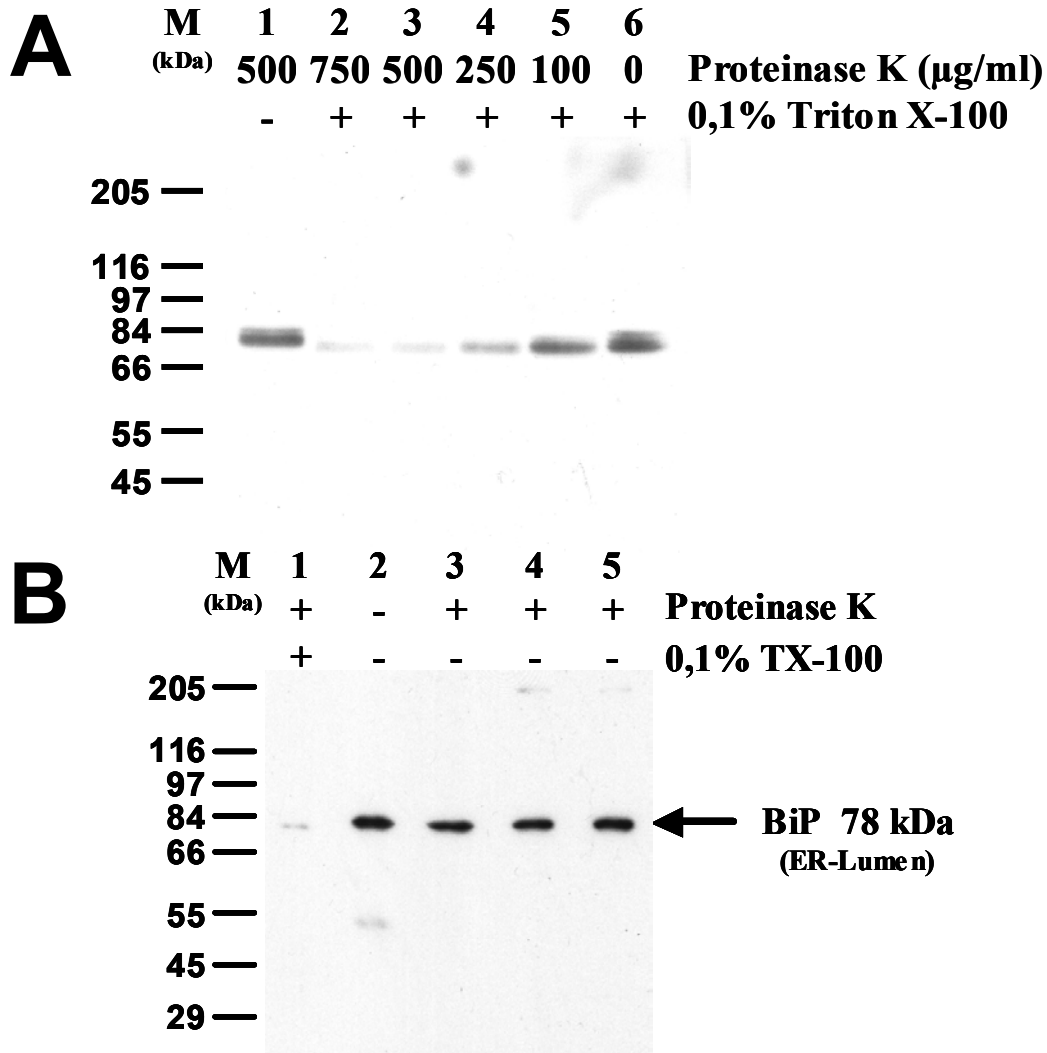 A
M 1 2 3 4 5 6
(kDa) 500 750 500 250 100 0 Proteinase K (µg/ml)
- + + + + + 0,1% Triton X-100
205
116
97
84
66
55
45
B
M 1 2 3 4 5
(kDa) + - + + + Proteinase K
+ - - - - 0,1% TX-100
205
116
97
84
BiP 78 kDa
66
(ER-Lumen)
55
45
29